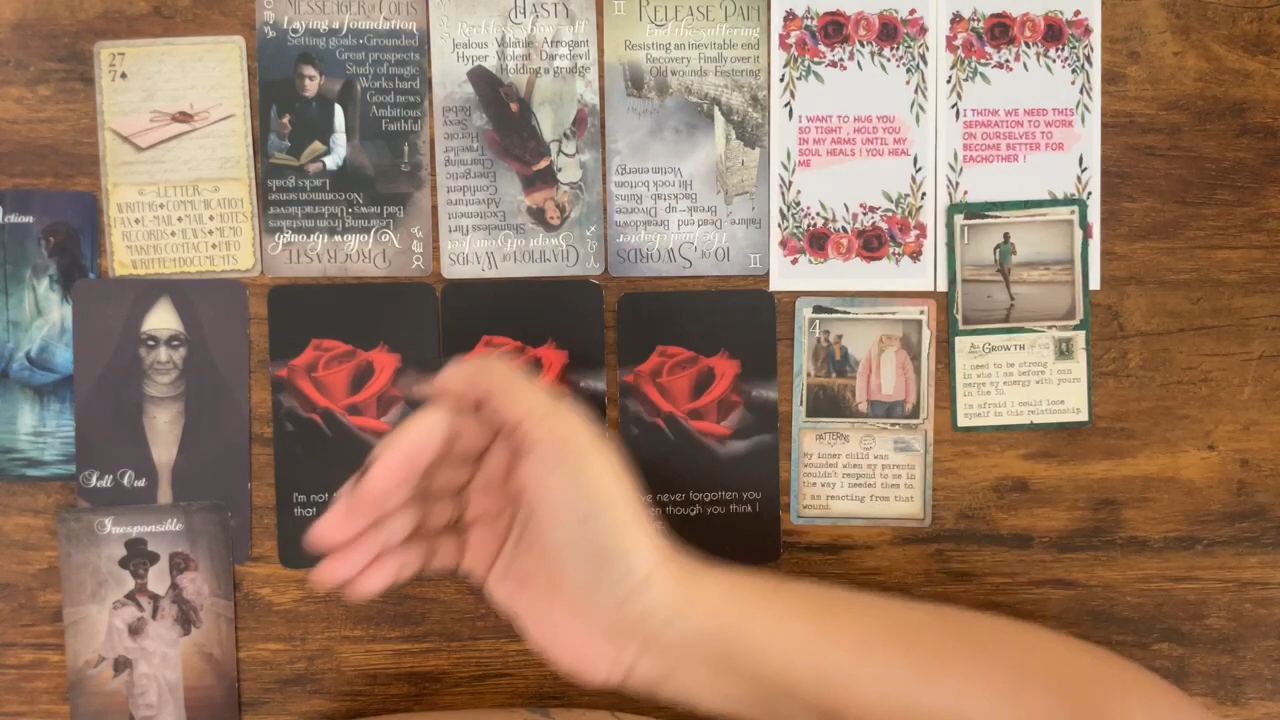 27
7♠
LETTER
WRITING◆COMMUNICATION
FAX◆E-MAIL◆MAIL◆NOTES
RECORDS◆NEWS◆MEMO
MAKING CONTACT◆INFO
WRITTEN DOCUMENTS
MESSENGER OF COINS
Laying a foundation
Setting goals · Grounded
Great prospects
Study of magic
Works hard
Good news
Ambitious
Faithful
Lacks goals
No common sense
Learning from mistakes
Bad news · Underachiever
No follow through
PROCRASTE
HASTY
Reckless show-off
Jealous · Volatile · Arrogant
Hyper · Violent · Daredevil
Holding a grudge
Rebel
Sexy
Heroic
Traveller
Charming
Energetic
Confident
Adventure
Excitement
Shameless flirt
Swept off your feet
CHAMPION OF WANDS
RELEASE PAIN
End the suffering
Resisting an inevitable end
Recovery · Finally over it
Old wounds · Festering
Victim energy
Hit rock bottom
Backstab · Ruins
Break-up · Divorce
Failure · Dead end · Breakdown
The final chapter
10 OF SWORDS
I WANT TO HUG YOU
SO TIGHT , HOLD YOU
IN MY ARMS UNTIL MY
SOUL HEALS ! YOU HEAL
ME
I THINK WE NEED THIS
SEPARATION TO WORK
ON OURSELVES TO
BECOME BETTER FOR
EACHOTHER !
ction
Sell Out
Irresponsible
I'm not
that
ve never forgotten you
en though you think I
4
PATTERNS
My inner child was
wounded when my parents
couldn't respond to me in
the way I needed them to.
I am reacting from that
wound.
1
GROWTH
I need to be strong
in who I am before I can
merge my energy with yours
in the 3D.
I'm afraid I could lose
myself in this relationship.